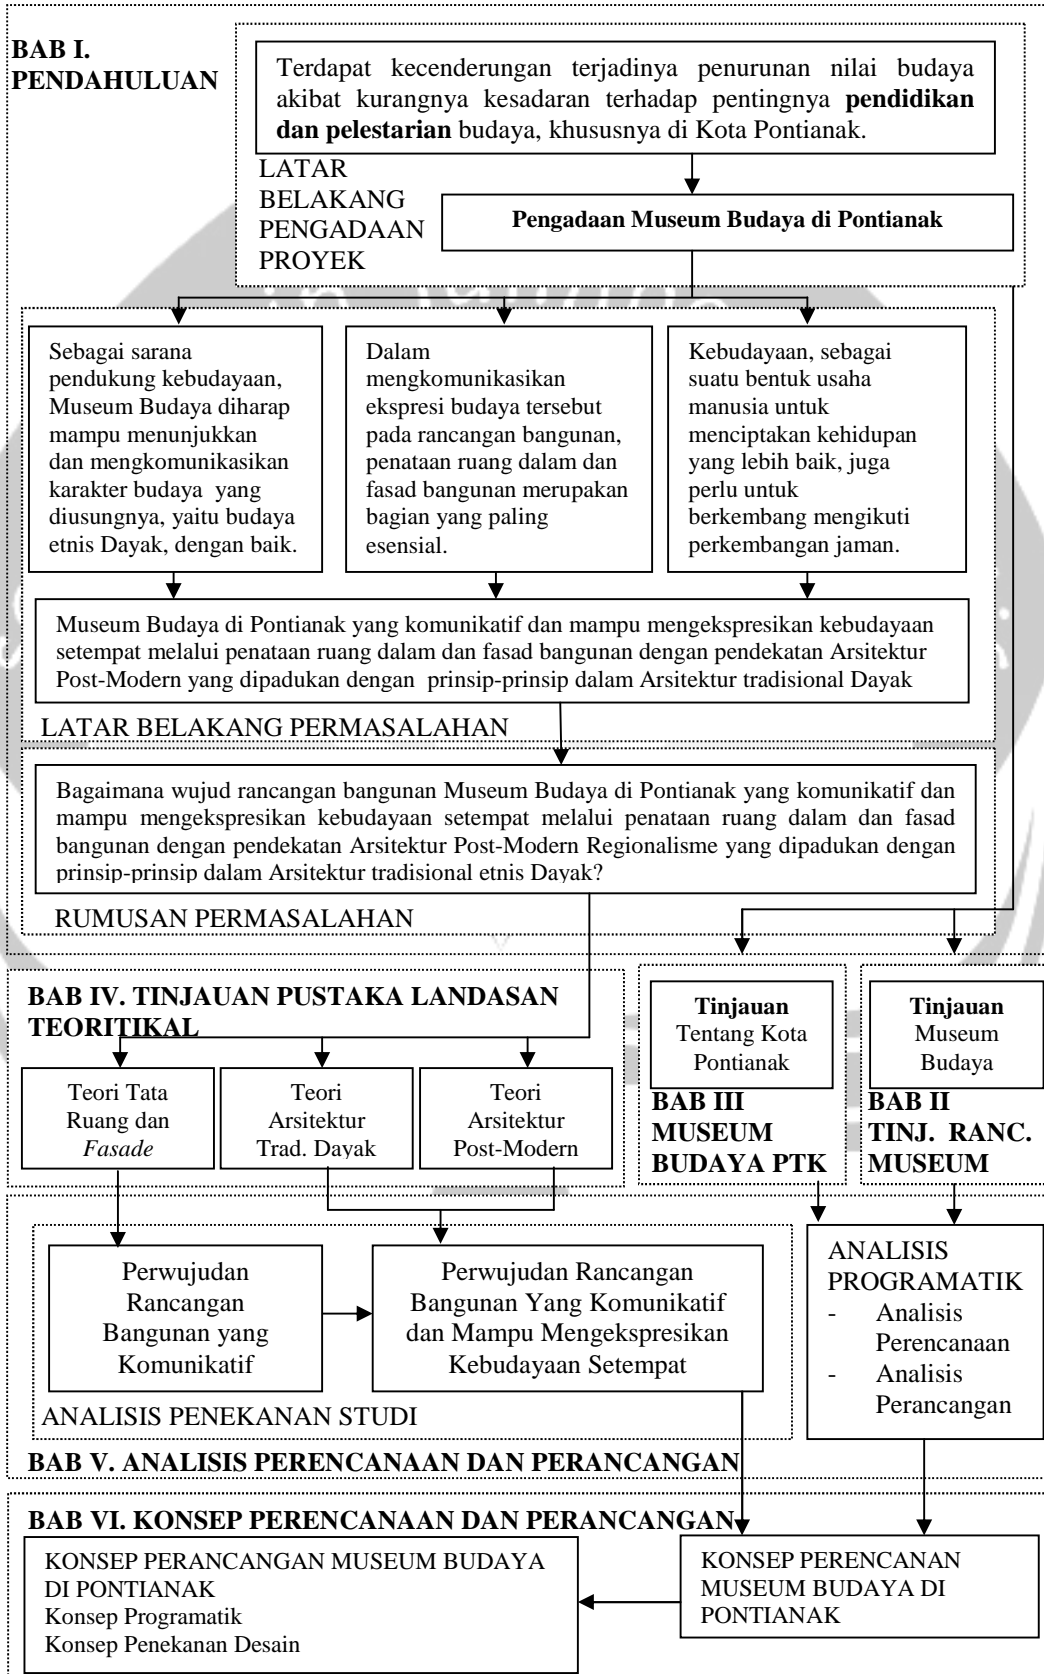 BAB I.
PENDAHULUAN
Terdapat kecenderungan terjadinya penurunan nilai budaya
akibat kurangnya kesadaran terhadap pentingnya pendidikan
dan pelestarian budaya, khususnya di Kota Pontianak.
LATAR
BELAKANG
PENGADAAN
PROYEK
Pengadaan Museum Budaya di Pontianak
Sebagai sarana
pendukung kebudayaan,
Museum Budaya diharap
mampu menunjukkan
dan mengkomunikasikan
karakter budaya yang
diusungnya, yaitu budaya
etnis Dayak, dengan baik.
Dalam
mengkomunikasikan
ekspresi budaya tersebut
pada rancangan bangunan,
penataan ruang dalam dan
fasad bangunan merupakan
bagian yang paling
esensial.
Kebudayaan, sebagai
suatu bentuk usaha
manusia untuk
menciptakan kehidupan
yang lebih baik, juga
perlu untuk
berkembang mengikuti
perkembangan jaman.
Museum Budaya di Pontianak yang komunikatif dan mampu mengekspresikan kebudayaan
setempat melalui penataan ruang dalam dan fasad bangunan dengan pendekatan Arsitektur
Post-Modern yang dipadukan dengan prinsip-prinsip dalam Arsitektur tradisional Dayak
LATAR BELAKANG PERMASALAHAN
Bagaimana wujud rancangan bangunan Museum Budaya di Pontianak yang komunikatif dan
mampu mengekspresikan kebudayaan setempat melalui penataan ruang dalam dan fasad
bangunan dengan pendekatan Arsitektur Post-Modern Regionalisme yang dipadukan dengan
prinsip-prinsip dalam Arsitektur tradisional etnis Dayak?
RUMUSAN PERMASALAHAN
BAB IV. TINJAUAN PUSTAKA LANDASAN
TEORITIKAL
Teori Tata
Ruang dan
Fasade
Teori
Arsitektur
Trad. Dayak
Teori
Arsitektur
Post-Modern
Tinjauan
Tentang Kota
Pontianak
BAB III
MUSEUM
BUDAYA PTK
Tinjauan
Museum
Budaya
BAB II
TINJ. RANC.
MUSEUM
Perwujudan
Rancangan
Bangunan yang
Komunikatif
Perwujudan Rancangan
Bangunan Yang Komunikatif
dan Mampu Mengekspresikan
Kebudayaan Setempat
ANALISIS PENEKANAN STUDI
ANALISIS
PROGRAMATIK
- Analisis
Perencanaan
- Analisis
Perancangan
BAB V. ANALISIS PERENCANAAN DAN PERANCANGAN
BAB VI. KONSEP PERENCANAAN DAN PERANCANGAN
KONSEP PERANCANGAN MUSEUM BUDAYA
DI PONTIANAK
Konsep Programatik
Konsep Penekanan Desain
KONSEP PERENCANAN
MUSEUM BUDAYA DI
PONTIANAK